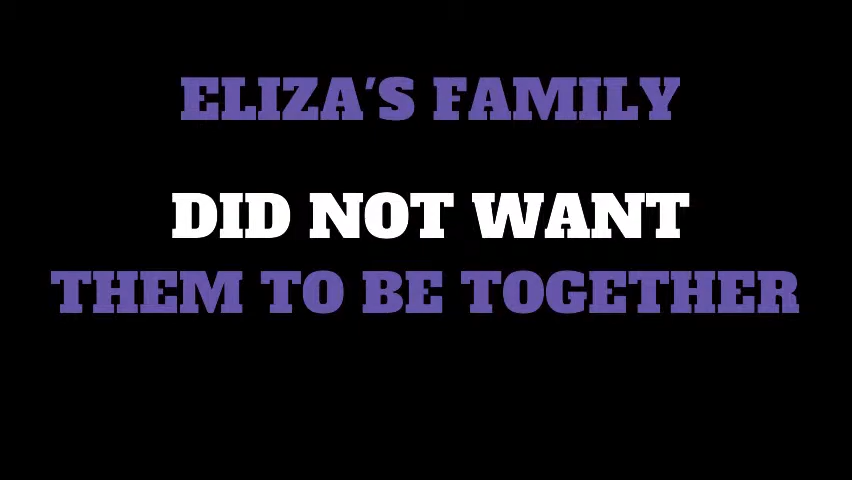 ELIZA'S FAMILY
DID NOT WANT
THEM TO BE TOGETHER